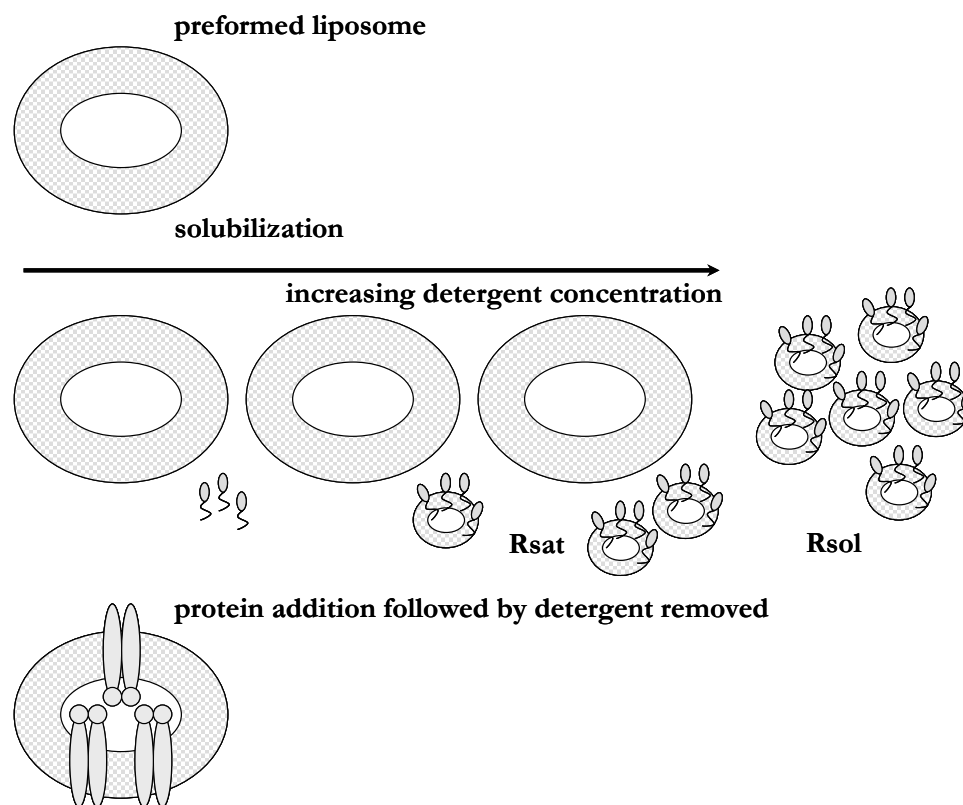 preformed liposome
solubilization
increasing detergent concentration
Rsat
Rsol
protein addition followed by detergent removed